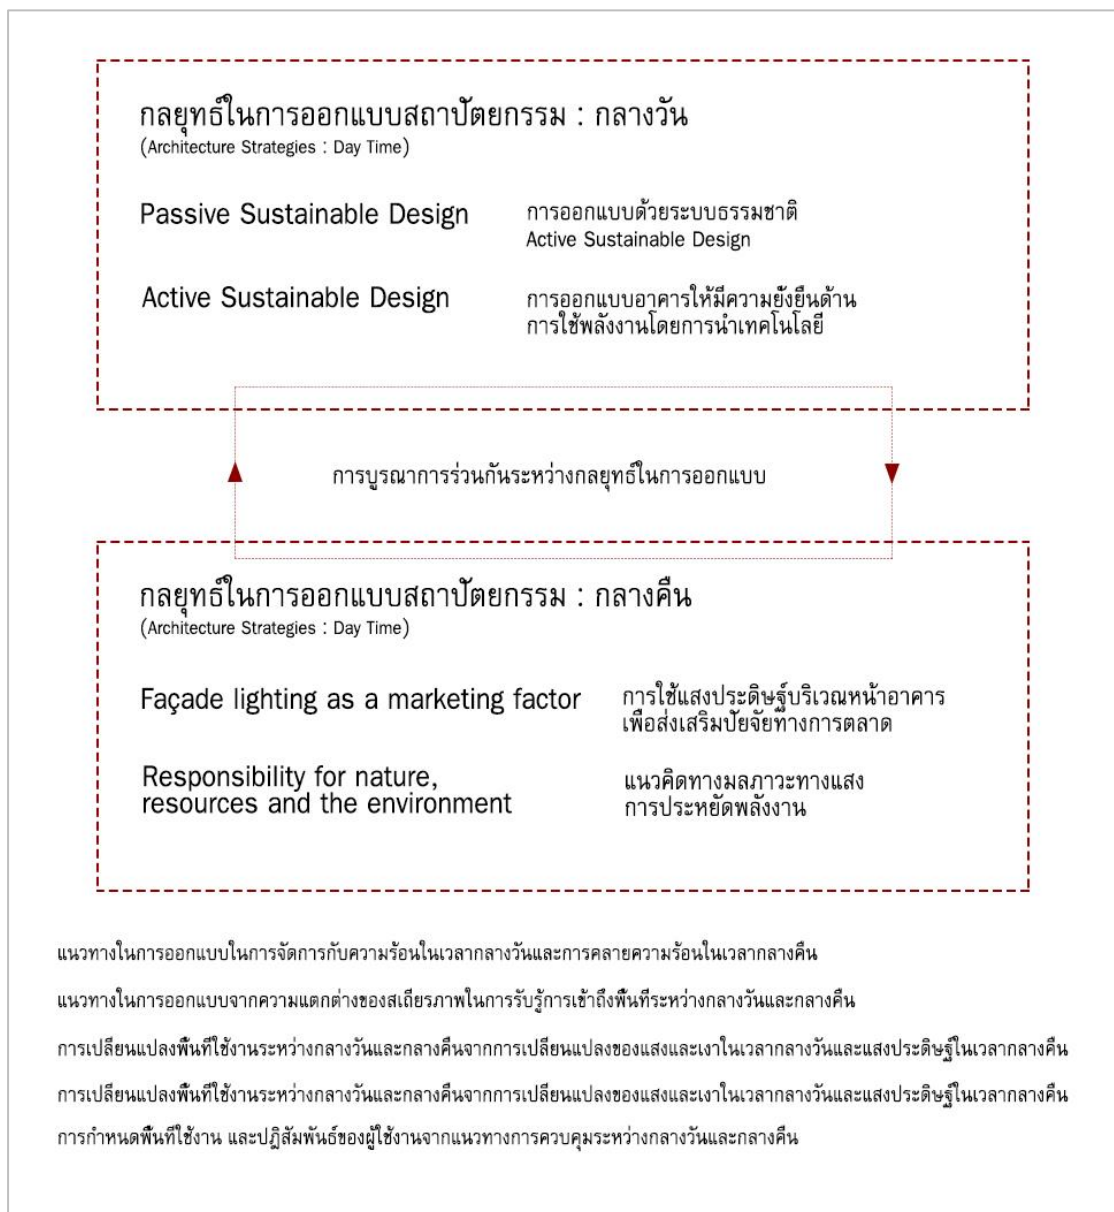 กลยุทธ์ในการออกแบบสถาปัตยกรรม : กลางวัน
(Architecture Strategies : Day Time)
Passive Sustainable Design
การออกแบบด้วยระบบธรรมชาติ
Active Sustainable Design
Active Sustainable Design
การออกแบบอาคารให้มีความยั่งยืนด้าน
การใช้พลังงานโดยการนำเทคโนโลยี
การบูรณาการร่วนกันระหว่างกลยุทธ์ในการออกแบบ
กลยุทธ์ในการออกแบบสถาปัตยกรรม : กลางคืน
(Architecture Strategies : Day Time)
Façade lighting as a marketing factor
การใช้แสงประดิษฐ์บริเวณหน้าอาคาร
เพื่อส่งเสริมปัยจัยทางการตลาด
Responsibility for nature,
resources and the environment
แนวคิดทางมลภาวะทางแสง
การประหยัดพลังงาน
แนวทางในการออกแบบในการจัดการกับความร้อนในเวลากลางวันและการคลายความร้อนในเวลากลางคืน
แนวทางในการออกแบบจากความแตกต่างของสเถียรภาพในการรับรู้การเข้าถึงพื้นที่ระหว่างกลางวันและกลางคืน
การเปลี่ยนแปลงพื้นที่ใช้งานระหว่างกลางวันและกลางคืนจากการเปลี่ยนแปลงของแสงและเงาในเวลากลางวันและแสงประดิษฐ์ในเวลากลางคืน
การเปลี่ยนแปลงพื้นที่ใช้งานระหว่างกลางวันและกลางคืนจากการเปลี่ยนแปลงของแสงและเงาในเวลากลางวันและแสงประดิษฐ์ในเวลากลางคืน
การกำหนดพื้นที่ใช้งาน และปฎิสัมพันธ์ของผู้ใช้งานจากแนวทางการควบคุมระหว่างกลางวันและกลางคืน